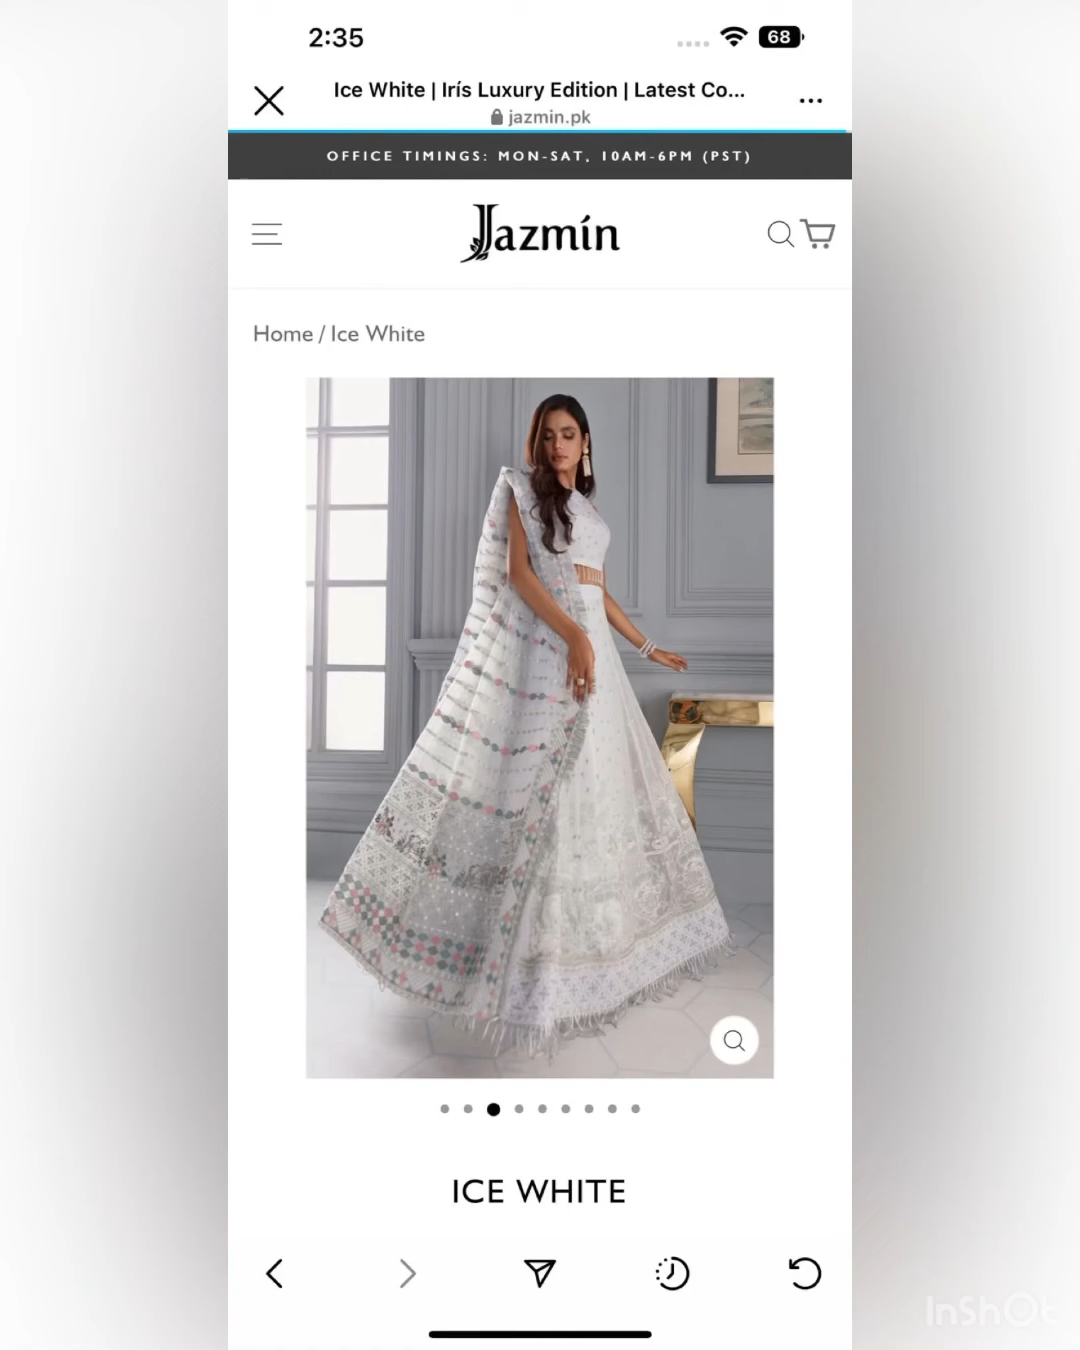 2:35
68
Ice White | Irís Luxury Edition | Latest Co...
jazmin.pk
OFFICE TIMINGS: MON-SAT, 10AM-6PM (PST)
Jazmín
Home / Ice White
ICE WHITE
InShOt